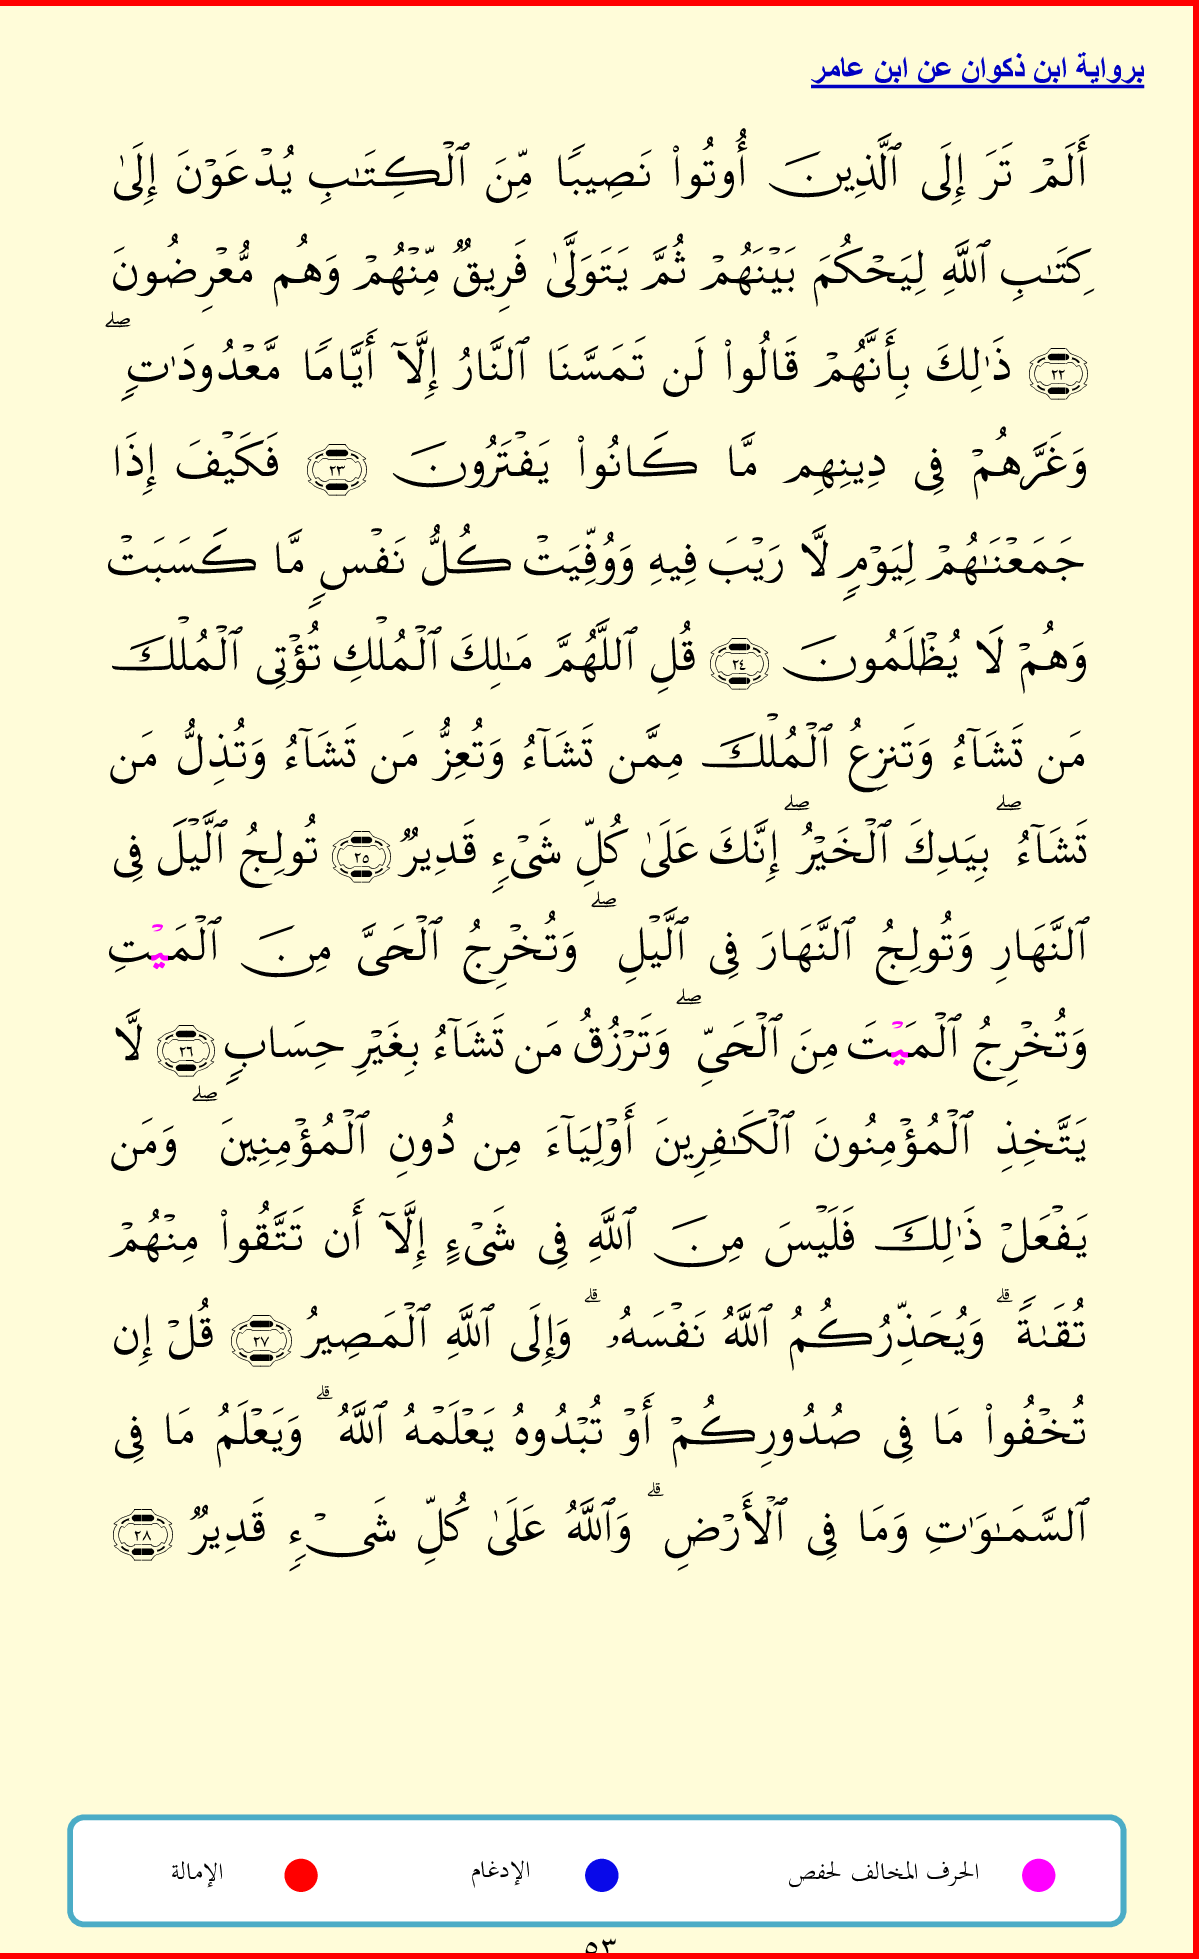 برواية ابن ذكوان عن ابن عامر
أَلَمۡ تَرَ إِلَى ٱلَّذِينَ أُوتُواْ نَصِيبًا مِّنَ ٱلۡكِتَـٰبِ يُدۡعَوۡنَ إِلَىٰ
كِتَـٰبِ ٱللَّهِ لِيَحۡكُمَ بَيۡنَهُمۡ ثُمَّ يَتَوَلَّىٰ فَرِيقٌ مِّنۡهُمۡ وَهُم مُّعۡرِضُونَ
٢٢ ذَٰلِكَ بِأَنَّهُمۡ قَالُواْ لَن تَمَسَّنَا ٱلنَّارُ إِلَّآ أَيَّامًا مَّعۡدُودَٰتٍ ۖ
وَغَرَّهُمۡ فِى دِينِهِم مَّا كَانُواْ يَفۡتَرُونَ ٢٣ فَكَيۡفَ إِذَا
جَمَعۡنَـٰهُمۡ لِيَوۡمٍ لَّا رَيۡبَ فِيهِ وَوُفِّيَتۡ كُلُّ نَفۡسٍ مَّا كَسَبَتۡ
وَهُمۡ لَا يُظۡلَمُونَ ٢٤ قُلِ ٱللَّهُمَّ مَـٰلِكَ ٱلۡمُلۡكِ تُؤۡتِى ٱلۡمُلۡكَ
مَن تَشَآءُ وَتَنزِعُ ٱلۡمُلۡكَ مِمَّن تَشَآءُ وَتُعِزُّ مَن تَشَآءُ وَتُذِلُّ مَن
تَشَآءُ ۖ بِيَدِكَ ٱلۡخَيۡرُ ۖ إِنَّكَ عَلَىٰ كُلِّ شَىۡءٍ قَدِيرٌ ٢٥ تُولِجُ ٱلَّيۡلَ فِى
ٱلنَّهَارِ وَتُولِجُ ٱلنَّهَارَ فِى ٱلَّيۡلِ ۖ وَتُخۡرِجُ ٱلۡحَىَّ مِنَ ٱلۡمَيۡتِ
وَتُخۡرِجُ ٱلۡمَيۡتَ مِنَ ٱلۡحَىِّ ۖ وَتَرۡزُقُ مَن تَشَآءُ بِغَيۡرِ حِسَابٍ ٢٦ لَّا
يَتَّخِذِ ٱلۡمُؤۡمِنُونَ ٱلۡكَـٰفِرِينَ أَوۡلِيَآءَ مِن دُونِ ٱلۡمُؤۡمِنِينَ ۖ وَمَن
يَفۡعَلۡ ذَٰلِكَ فَلَيۡسَ مِنَ ٱللَّهِ فِى شَىۡءٍ إِلَّآ أَن تَتَّقُواْ مِنۡهُمۡ
تُقَـٰةً ۗ وَيُحَذِّرُكُمُ ٱللَّهُ نَفۡسَهُۥ ۗ وَإِلَى ٱللَّهِ ٱلۡمَصِيرُ ٢٧ قُلۡ إِن
تُخۡفُواْ مَا فِى صُدُورِكُمۡ أَوۡ تُبۡدُوهُ يَعۡلَمۡهُ ٱللَّهُ ۗ وَيَعۡلَمُ مَا فِى
ٱلسَّمَـٰوَٰتِ وَمَا فِى ٱلۡأَرۡضِ ۗ وَٱللَّهُ عَلَىٰ كُلِّ شَىۡءٍ قَدِيرٌ ٢٨
الحرف المخالف لحفص الإدغام الإمالة
٥٣